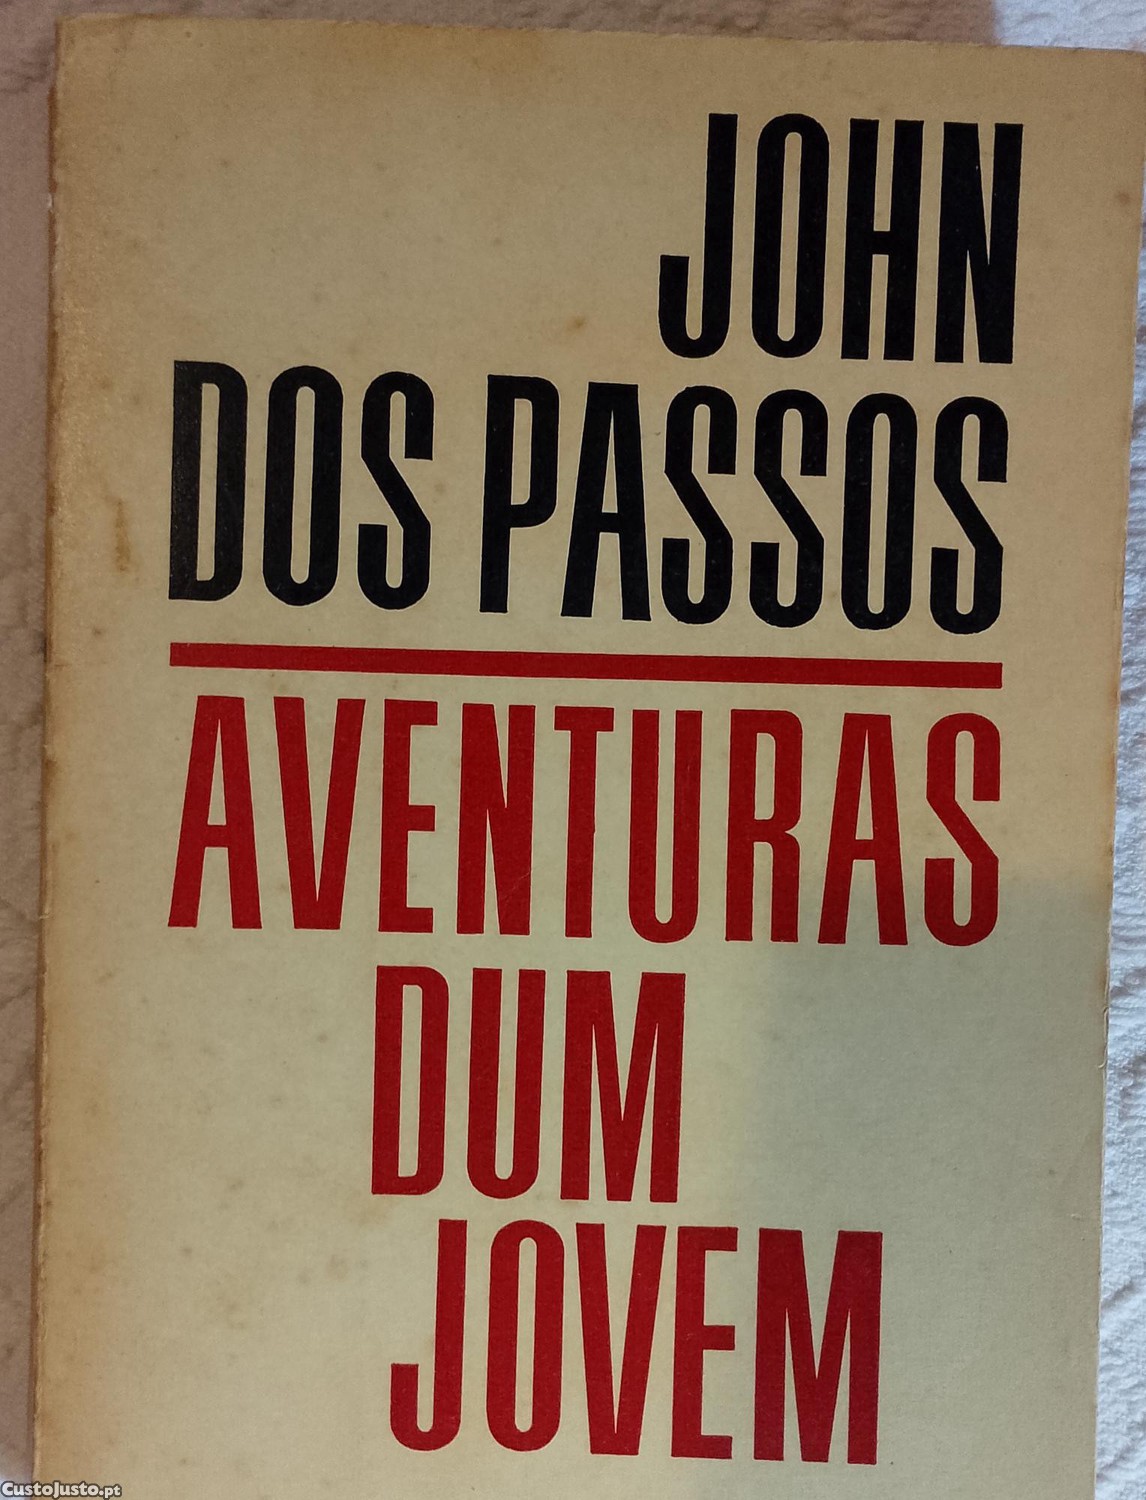 JOHN
DOS PASSOS
AVENTURAS
DUM
JOVEM
CustoJusto.pt